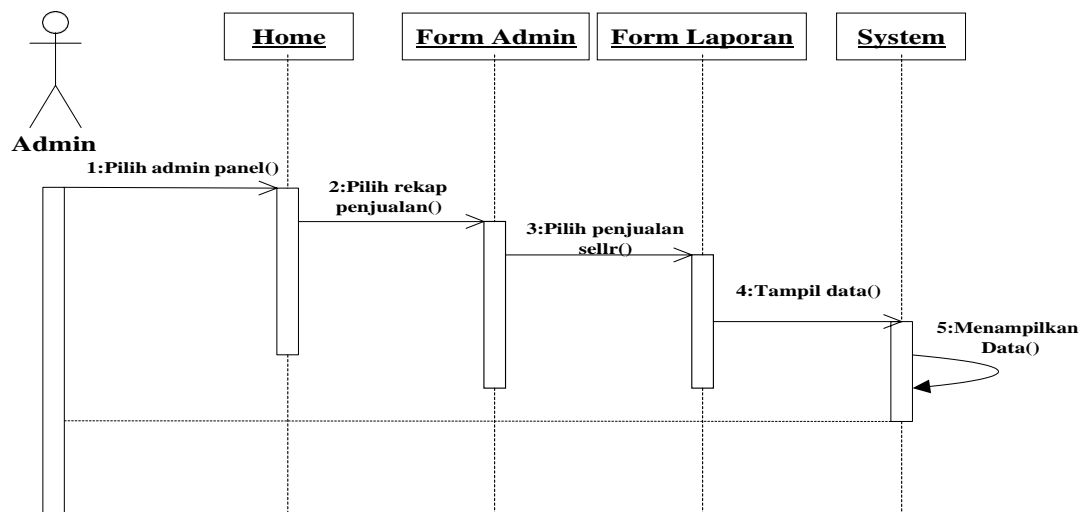 Home
Form Admin
Form Laporan
System
Admin
1:Pilih admin panel()
2:Pilih rekap
penjualan()
3:Pilih penjualan
sellr()
4:Tampil data()
5:Menampilkan
Data()